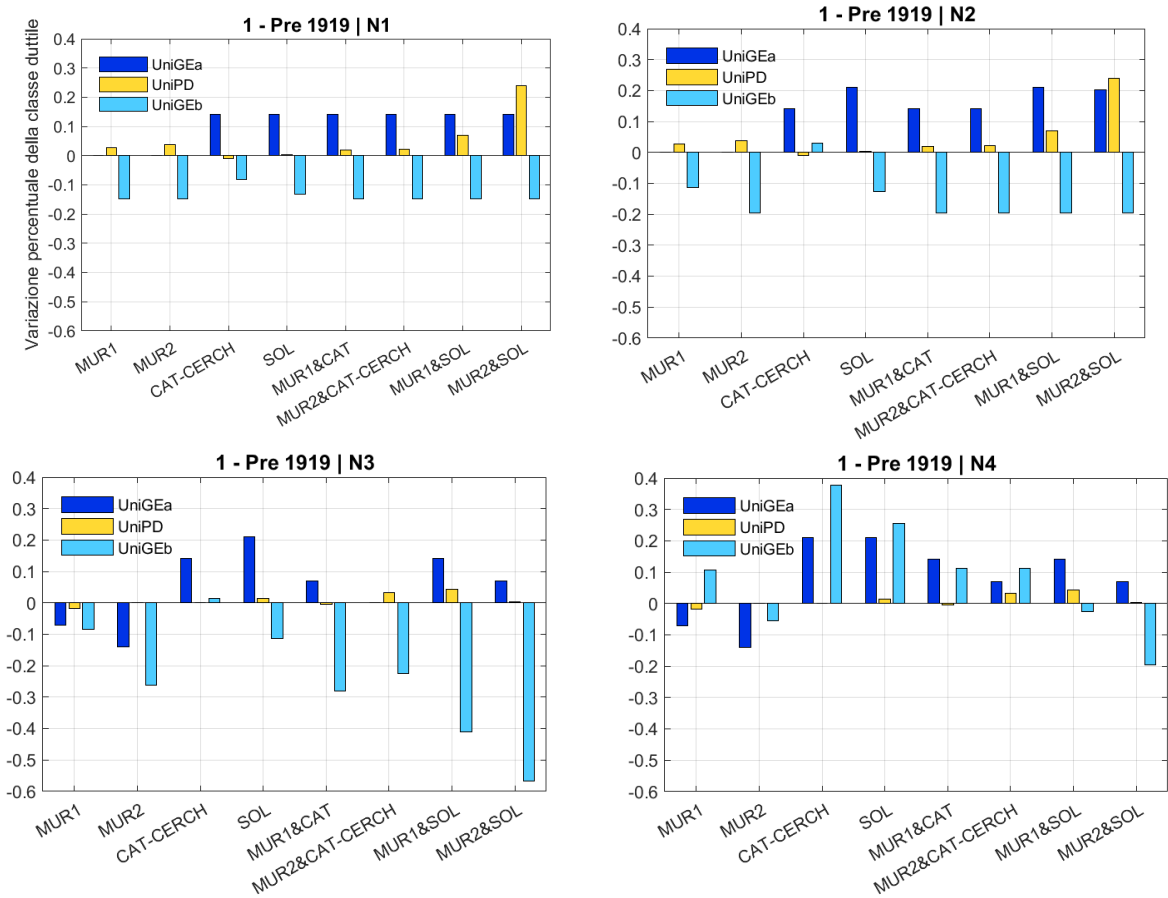 1 - Pre 1919 | N1
Variazione percentuale della classe duttile
0.4
0.3
0.2
0.1
0
-0.1
-0.2
-0.3
-0.4
-0.5
-0.6
UniGEa
UniPD
UniGEb
MUR1
MUR2
CAT-CERCH
SOL
MUR1&CAT
MUR2&CAT-CERCH
MUR1&SOL
MUR2&SOL
1 - Pre 1919 | N2
0.4
0.3
0.2
0.1
0
-0.1
-0.2
-0.3
-0.4
-0.5
-0.6
UniGEa
UniPD
UniGEb
MUR1
MUR2
CAT-CERCH
SOL
MUR1&CAT
MUR2&CAT-CERCH
MUR1&SOL
MUR2&SOL
1 - Pre 1919 | N3
0.4
0.3
0.2
0.1
0
-0.1
-0.2
-0.3
-0.4
-0.5
-0.6
UniGEa
UniPD
UniGEb
MUR1
MUR2
CAT-CERCH
SOL
MUR1&CAT
MUR2&CAT-CERCH
MUR1&SOL
MUR2&SOL
1 - Pre 1919 | N4
0.4
0.3
0.2
0.1
0
-0.1
-0.2
-0.3
-0.4
-0.5
-0.6
UniGEa
UniPD
UniGEb
MUR1
MUR2
CAT-CERCH
SOL
MUR1&CAT
MUR2&CAT-CERCH
MUR1&SOL
MUR2&SOL